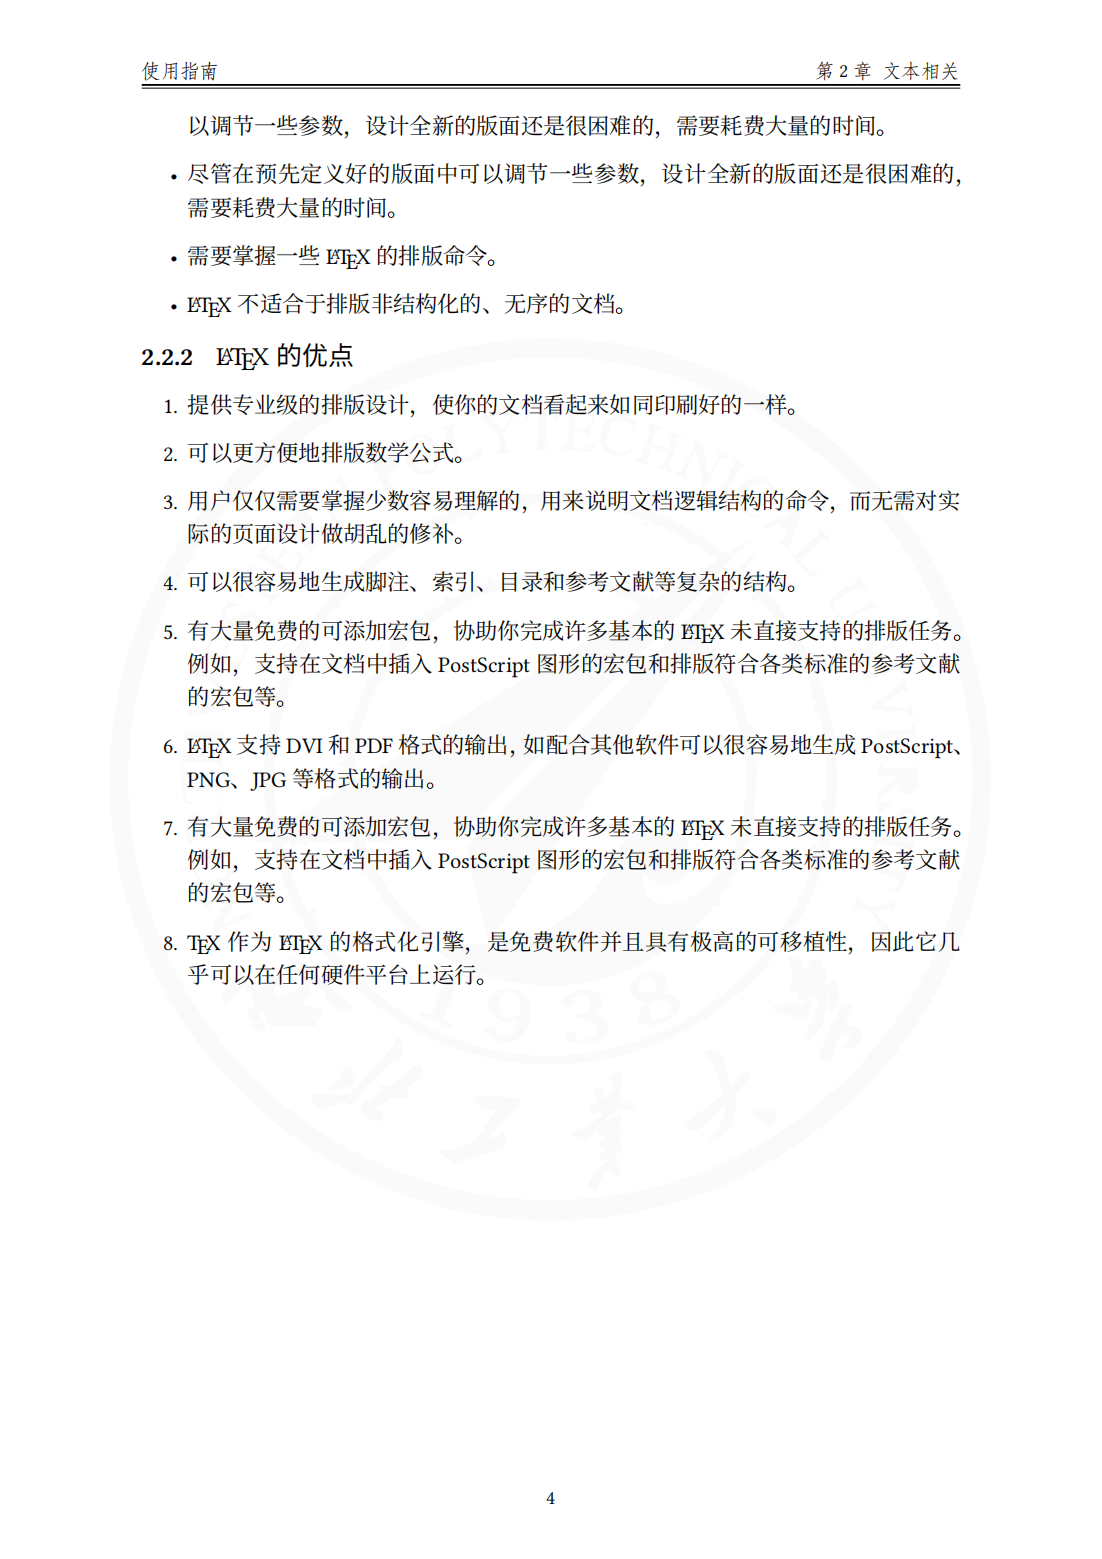 使用指南
第 2 章 文本相关
以调节一些参数，设计全新的版面还是很困难的，需要耗费大量的时间。
• 尽管在预先定义好的版面中可以调节一些参数，设计全新的版面还是很困难的，
需要耗费大量的时间。
• 需要掌握一些 LATEX 的排版命令。
• LATEX 不适合于排版非结构化的、无序的文档。
2.2.2 LATEX 的优点
1. 提供专业级的排版设计，使你的文档看起来如同印刷好的一样。
2. 可以更方便地排版数学公式。
3. 用户仅仅需要掌握少数容易理解的，用来说明文档逻辑结构的命令，而无需对实
际的页面设计做胡乱的修补。
4. 可以很容易地生成脚注、索引、目录和参考文献等复杂的结构。
5. 有大量免费的可添加宏包，协助你完成许多基本的 LATEX 未直接支持的排版任务。
例如，支持在文档中插入 PostScript 图形的宏包和排版符合各类标准的参考文献
的宏包等。
6. LATEX 支持 DVI 和 PDF 格式的输出，如配合其他软件可以很容易地生成 PostScript、
PNG、JPG 等格式的输出。
7. 有大量免费的可添加宏包，协助你完成许多基本的 LATEX 未直接支持的排版任务。
例如，支持在文档中插入 PostScript 图形的宏包和排版符合各类标准的参考文献
的宏包等。
8. TEX 作为 LATEX 的格式化引擎，是免费软件并且具有极高的可移植性，因此它几
乎可以在任何硬件平台上运行。
1938
4